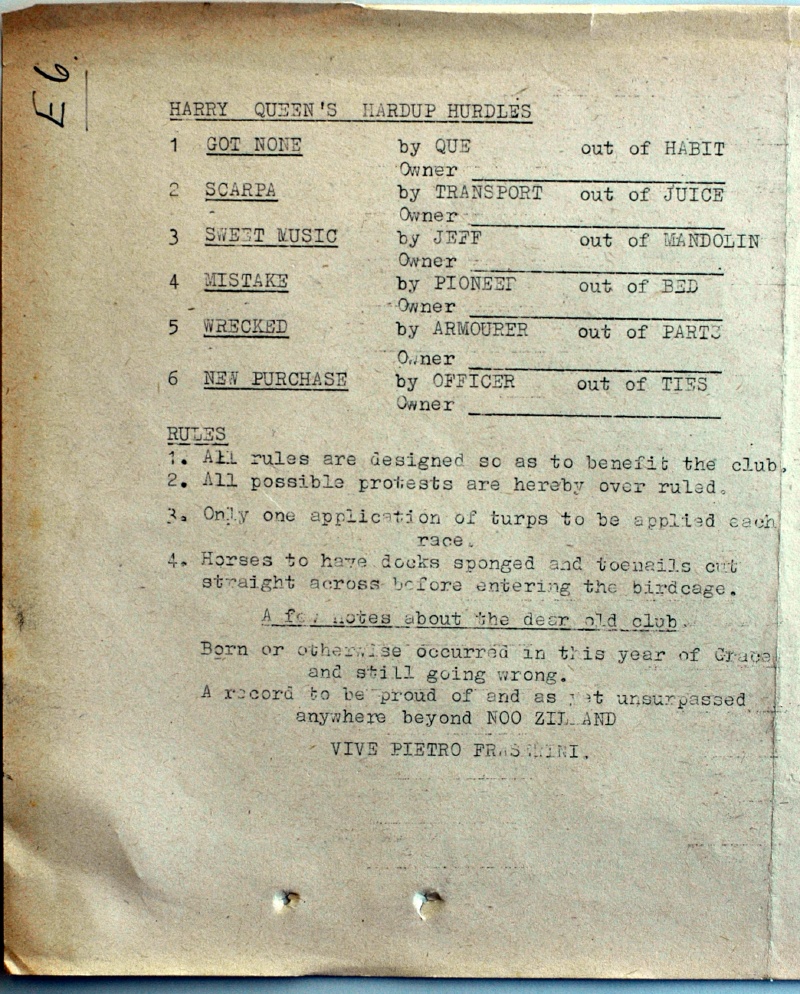 E6.
HARRY QUEEN'S HARDUP HURDLES
1 GOT NONE by QUE out of HABIT
Owner
2 SCARPA by TRANSPORT out of JUICE
Owner
3 SWEET MUSIC by JEFF out of MANDOLIN
Owner
4 MISTAKE by PIONEER out of BED
Owner
5 WRECKED by ARMOURER out of PARTS
Owner
6 NEW PURCHASE by OFFICER out of TIES
Owner
RULES
1. All rules are designed so as to benefit the club.
2. All possible protests are hereby over ruled.
3. Only one application of turps to be applied each
race.
4. Horses to have docks sponged and toenails cut
straight across before entering the birdcage.
A few notes about the dear old club.
Born or otherwise occurred in this year of Grace
and still going wrong.
A record to be proud of and as yet unsurpassed
anywhere beyond NOO ZILLAND
VIVE PIETRO